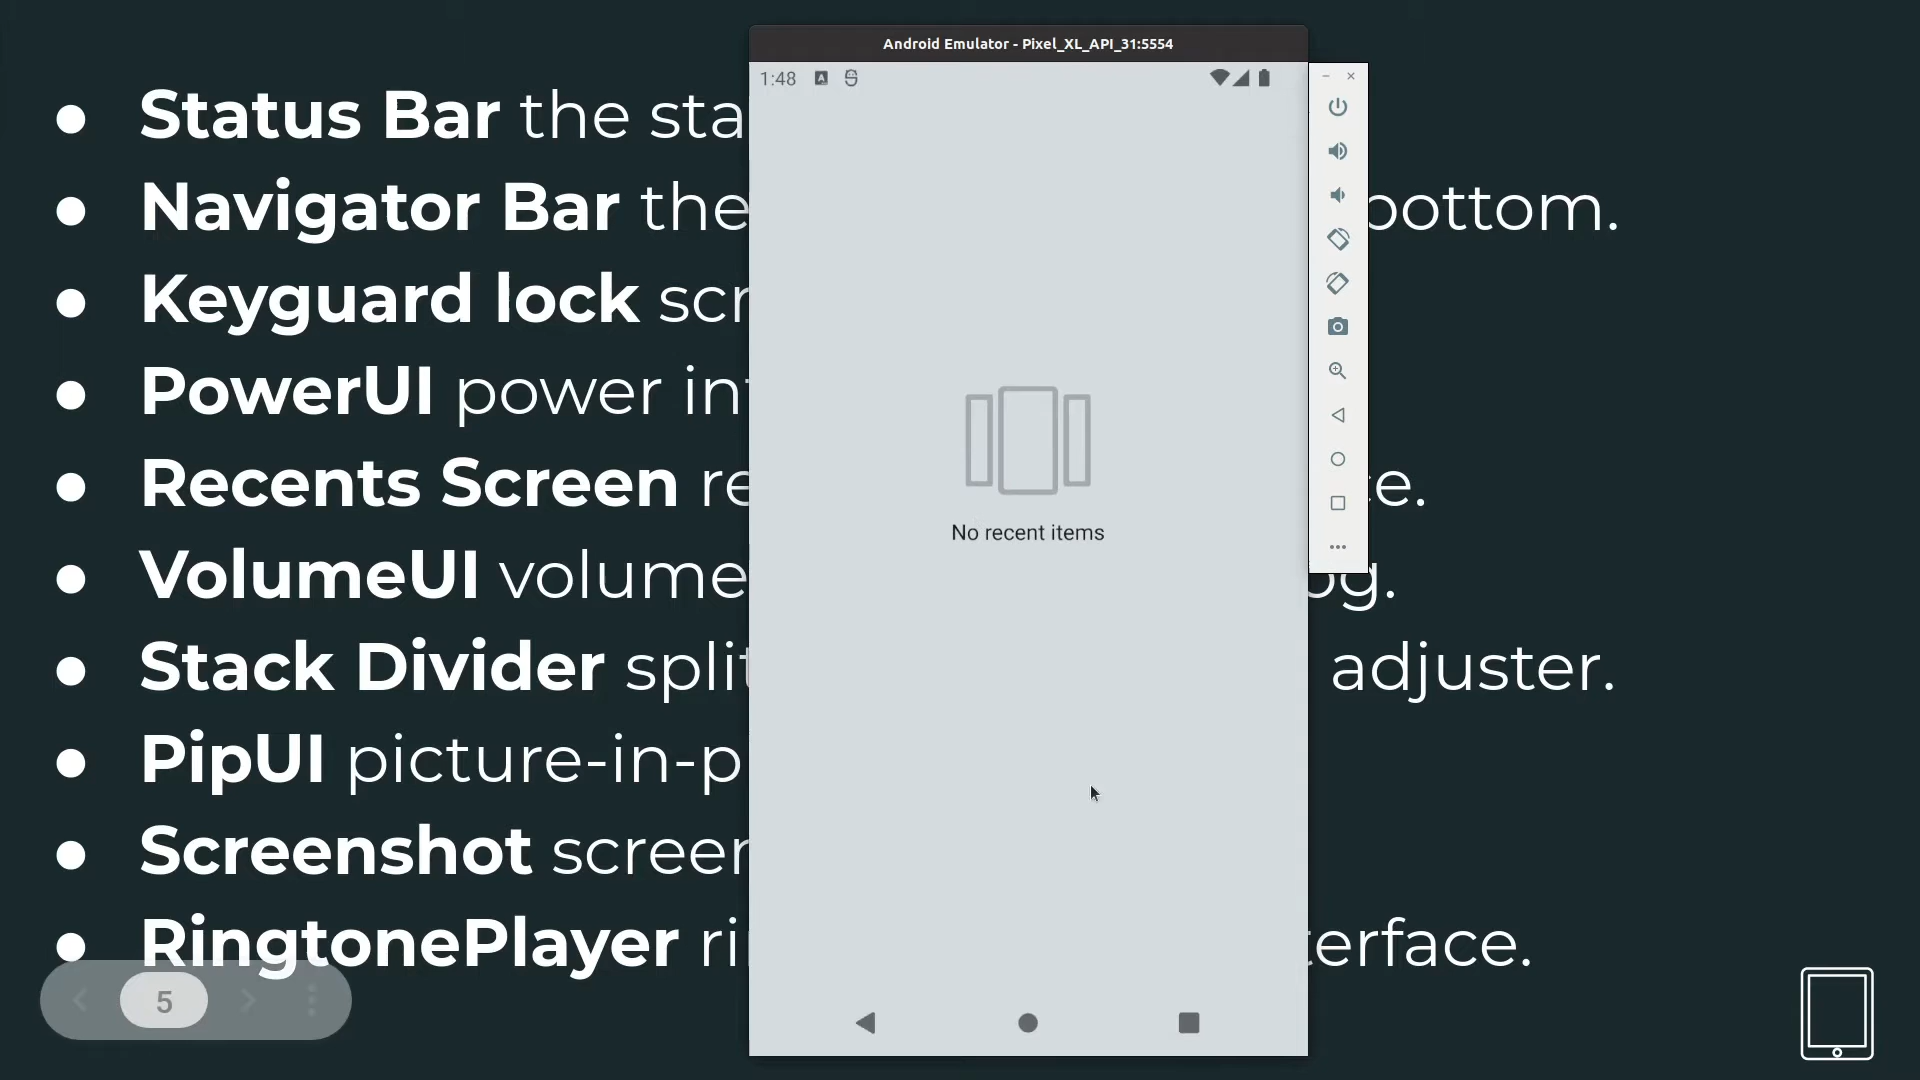 Android Emulator - Pixel_XL_API_31:5554
1:48
Status Bar the sta
Navigator Bar the bottom.
Keyguard lock scr
PowerUI power in
Recents Screen re e.
No recent items
VolumeUI volume og.
Stack Divider split adjuster.
PipUI picture-in-p
Screenshot screen
RingtonePlayer ri terface.
5